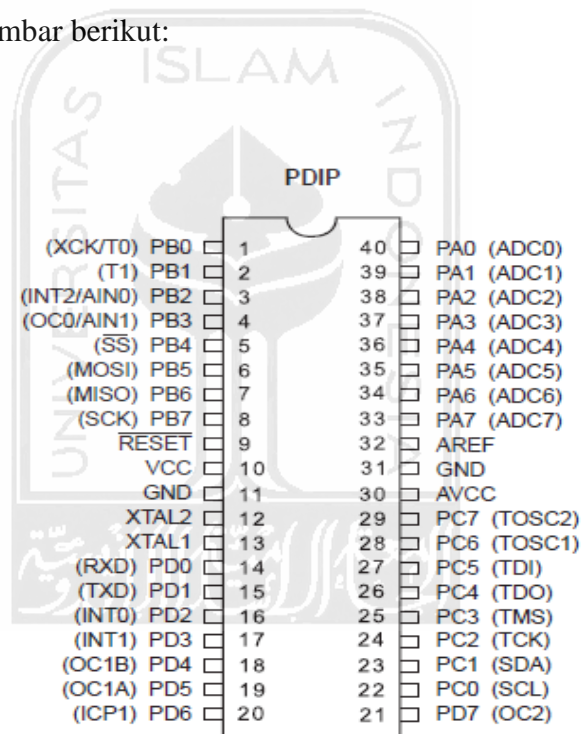 mbar berikut:
ISLAM
UNIVERSITAS
INDONESIA
PDIP
(XCK/T0) PB0 1 40 PA0 (ADC0)
(T1) PB1 2 39 PA1 (ADC1)
(INT2/AIN0) PB2 3 38 PA2 (ADC2)
(OC0/AIN1) PB3 4 37 PA3 (ADC3)
(SS) PB4 5 36 PA4 (ADC4)
(MOSI) PB5 6 35 PA5 (ADC5)
(MISO) PB6 7 34 PA6 (ADC6)
(SCK) PB7 8 33 PA7 (ADC7)
RESET 9 32 AREF
VCC 10 31 GND
GND 11 30 AVCC
XTAL2 12 29 PC7 (TOSC2)
XTAL1 13 28 PC6 (TOSC1)
(RXD) PD0 14 27 PC5 (TDI)
(TXD) PD1 15 26 PC4 (TDO)
(INT0) PD2 16 25 PC3 (TMS)
(INT1) PD3 17 24 PC2 (TCK)
(OC1B) PD4 18 23 PC1 (SDA)
(OC1A) PD5 19 22 PC0 (SCL)
(ICP1) PD6 20 21 PD7 (OC2)